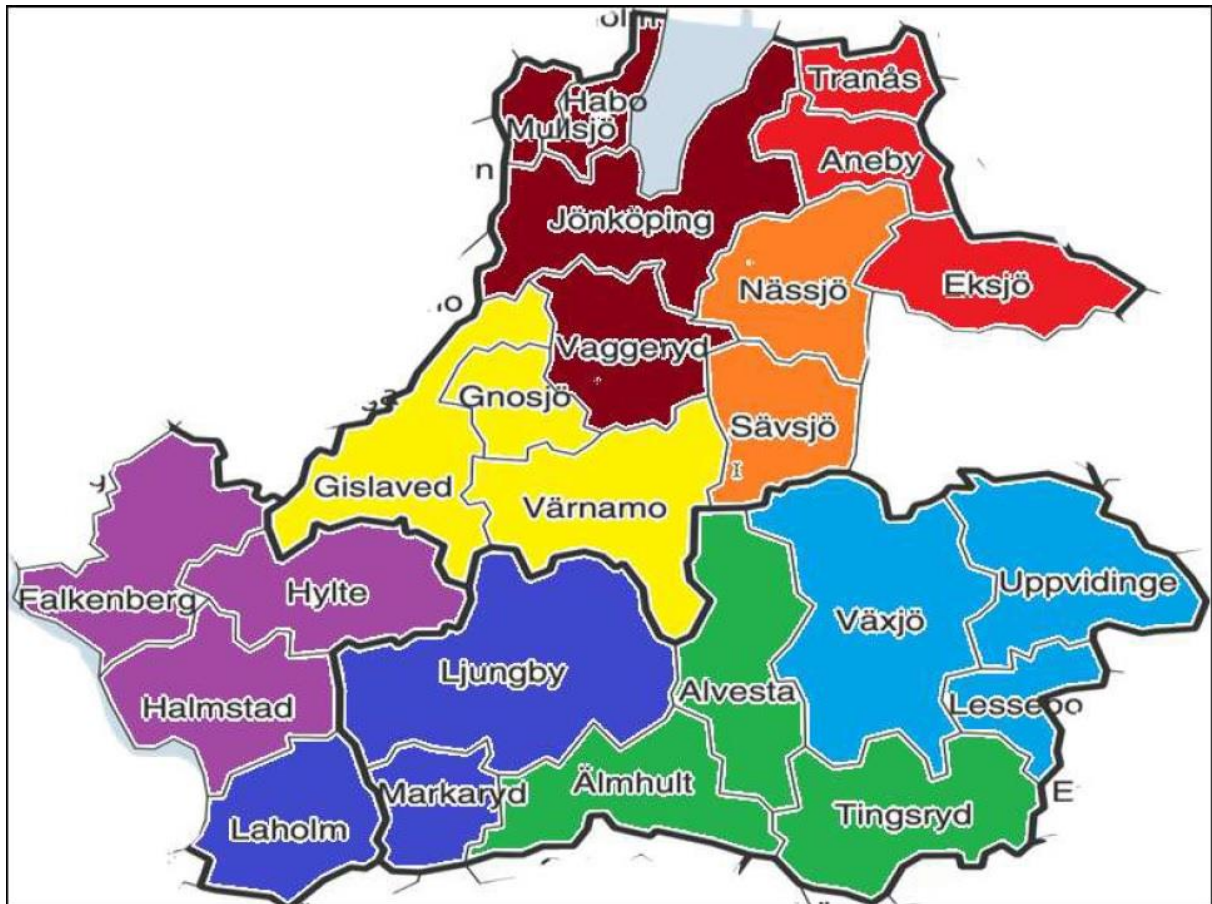 Tranås
Habo
Mullsjö
Aneby
Jönköping
Eksjö
Nässjö
Vaggeryd
Gnosjö
Sävsjö
Gislaved
Värnamo
Uppvidinge
Hylte
Falkenberg
Växjö
Ljungby
Alvesta
Halmstad
Lessebo
Älmhult
Markaryd
E
Tingsryd
Laholm